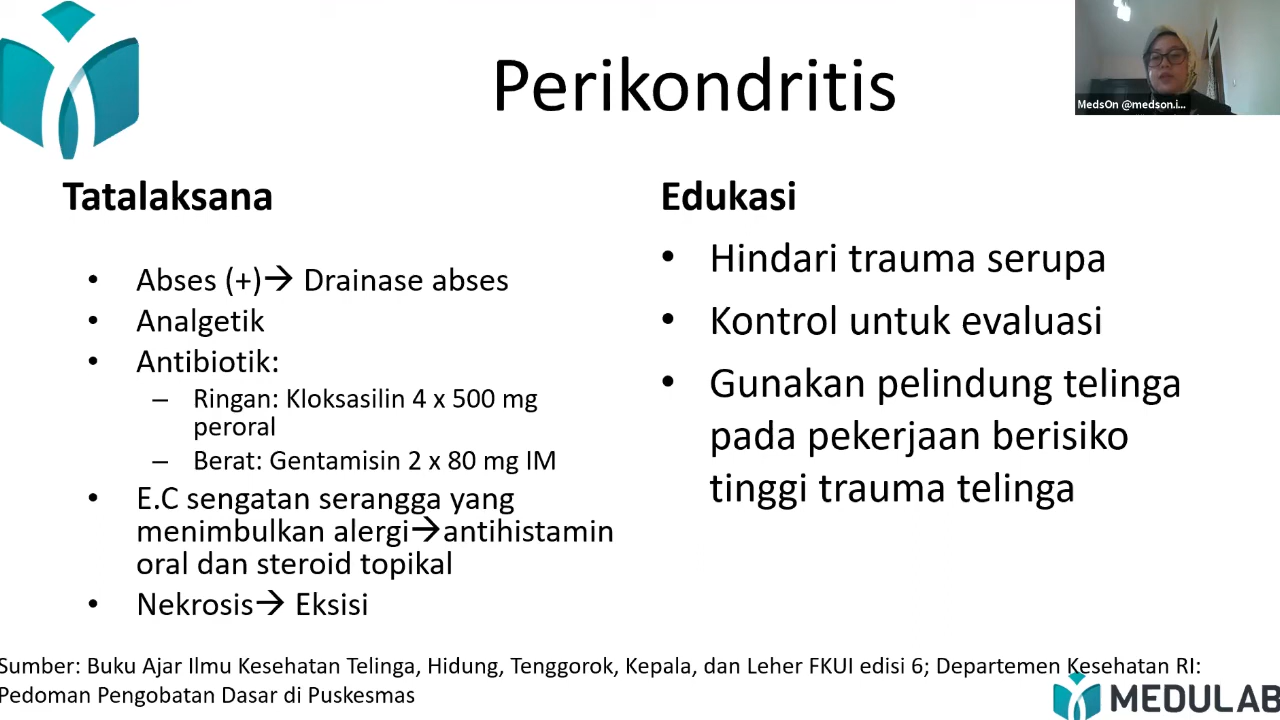 Perikondritis
MedsOn @medson.i...
Tatalaksana
• Abses (+)→ Drainase abses
• Analgetik
• Antibiotik:
– Ringan: Kloksasilin 4 x 500 mg
peroral
– Berat: Gentamisin 2 x 80 mg IM
• E.C sengatan serangga yang
menimbulkan alergi→antihistamin
oral dan steroid topikal
• Nekrosis→ Eksisi
Edukasi
• Hindari trauma serupa
• Kontrol untuk evaluasi
• Gunakan pelindung telinga
pada pekerjaan berisiko
tinggi trauma telinga
Sumber: Buku Ajar Ilmu Kesehatan Telinga, Hidung, Tenggorok, Kepala, dan Leher FKUI edisi 6; Departemen Kesehatan RI:
Pedoman Pengobatan Dasar di Puskesmas
MEDULAB